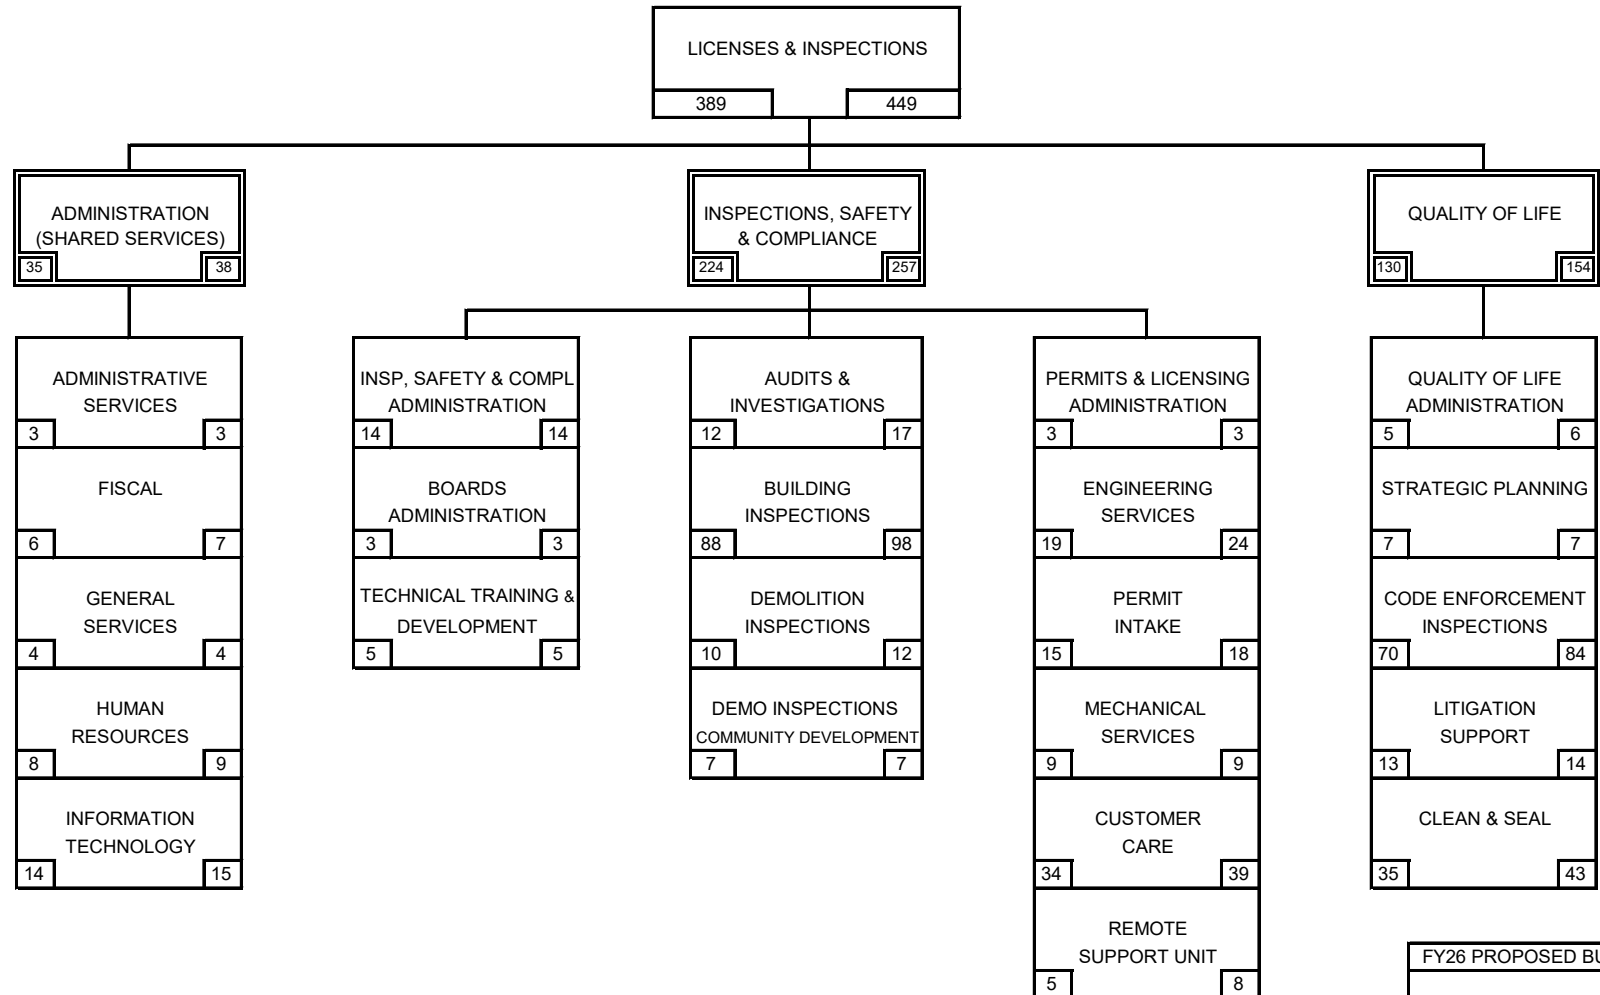 LICENSES & INSPECTIONS
389 449
ADMINISTRATION
(SHARED SERVICES)
35 38
INSPECTIONS, SAFETY
& COMPLIANCE
224 257
QUALITY OF LIFE
130 154
ADMINISTRATIVE
SERVICES
3 3
FISCAL
6 7
GENERAL
SERVICES
4 4
HUMAN
RESOURCES
8 9
INFORMATION
TECHNOLOGY
14 15
INSP, SAFETY & COMPL
ADMINISTRATION
14 14
BOARDS
ADMINISTRATION
3 3
TECHNICAL TRAINING &
DEVELOPMENT
5 5
AUDITS &
INVESTIGATIONS
12 17
BUILDING
INSPECTIONS
88 98
DEMOLITION
INSPECTIONS
10 12
DEMO INSPECTIONS
COMMUNITY DEVELOPMENT
7 7
PERMITS & LICENSING
ADMINISTRATION
3 3
ENGINEERING
SERVICES
19 24
PERMIT
INTAKE
15 18
MECHANICAL
SERVICES
9 9
CUSTOMER
CARE
34 39
REMOTE
SUPPORT UNIT
5 8
QUALITY OF LIFE
ADMINISTRATION
5 6
STRATEGIC PLANNING
7 7
CODE ENFORCEMENT
INSPECTIONS
70 84
LITIGATION
SUPPORT
13 14
CLEAN & SEAL
35 43
FY26 PROPOSED